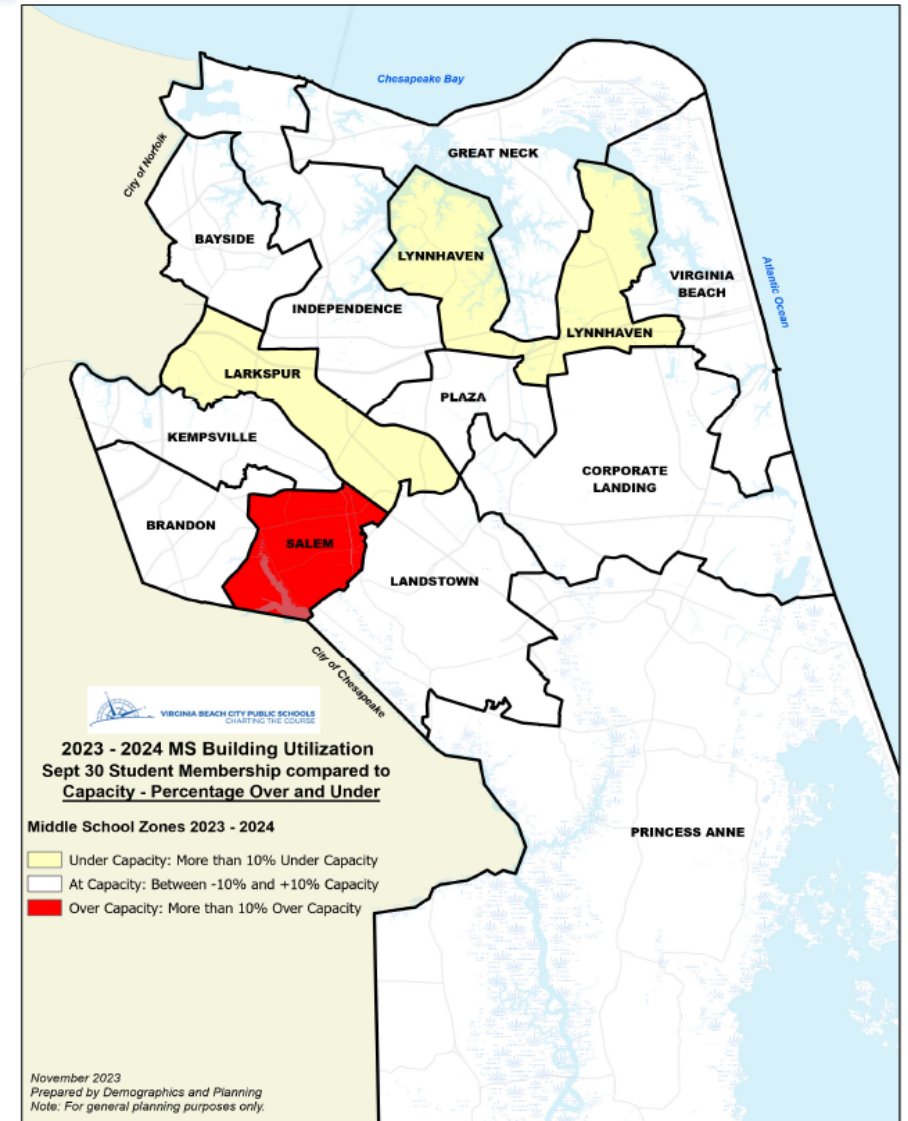 Chesapeake Bay
City of Norfolk
GREAT NECK
BAYSIDE
LYNNHAVEN
VIRGINIA
BEACH
Atlantic Ocean
INDEPENDENCE
LYNNHAVEN
LARKSPUR
PLAZA
KEMPSVILLE
CORPORATE
LANDING
BRANDON
SALEM
LANDSTOWN
City of Chesapeake
VIRGINIA BEACH CITY PUBLIC SCHOOLS
CHARTING THE COURSE
2023 - 2024 MS Building Utilization
Sept 30 Student Membership compared to
Capacity - Percentage Over and Under
PRINCESS ANNE
Middle School Zones 2023 - 2024
Under Capacity: More than 10% Under Capacity
At Capacity: Between -10% and +10% Capacity
Over Capacity: More than 10% Over Capacity
November 2023
Prepared by Demographics and Planning
Note: For general planning purposes only.